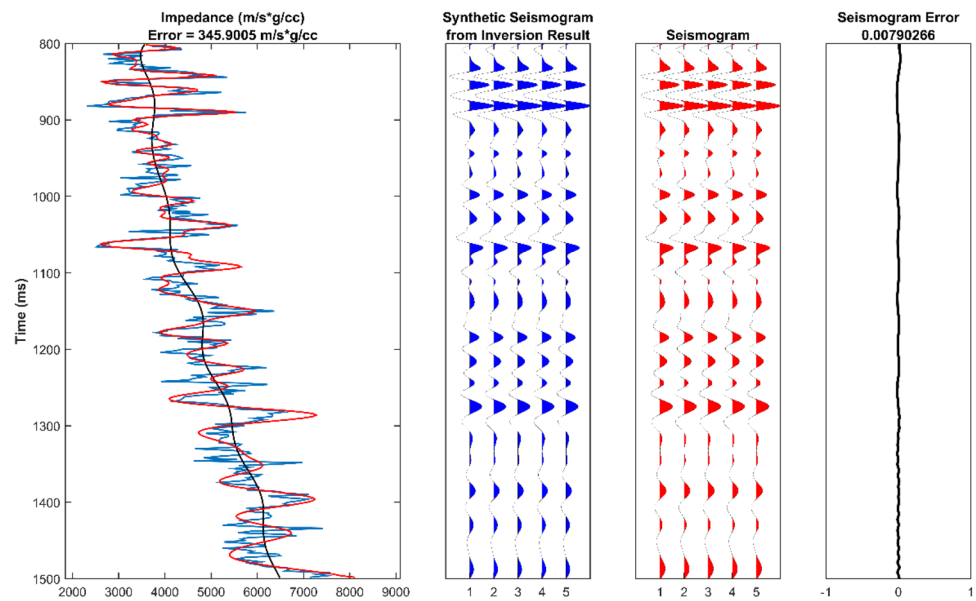 Impedance (m/s*g/cc)
Error = 345.9005 m/s*g/cc
Synthetic Seismogram
from Inversion Result
Seismogram
Seismogram Error
0.00790266
Time (ms)
800
900
1000
1100
1200
1300
1400
1500
2000 3000 4000 5000 6000 7000 8000 9000
1 2 3 4 5
1 2 3 4 5
-1 0 1